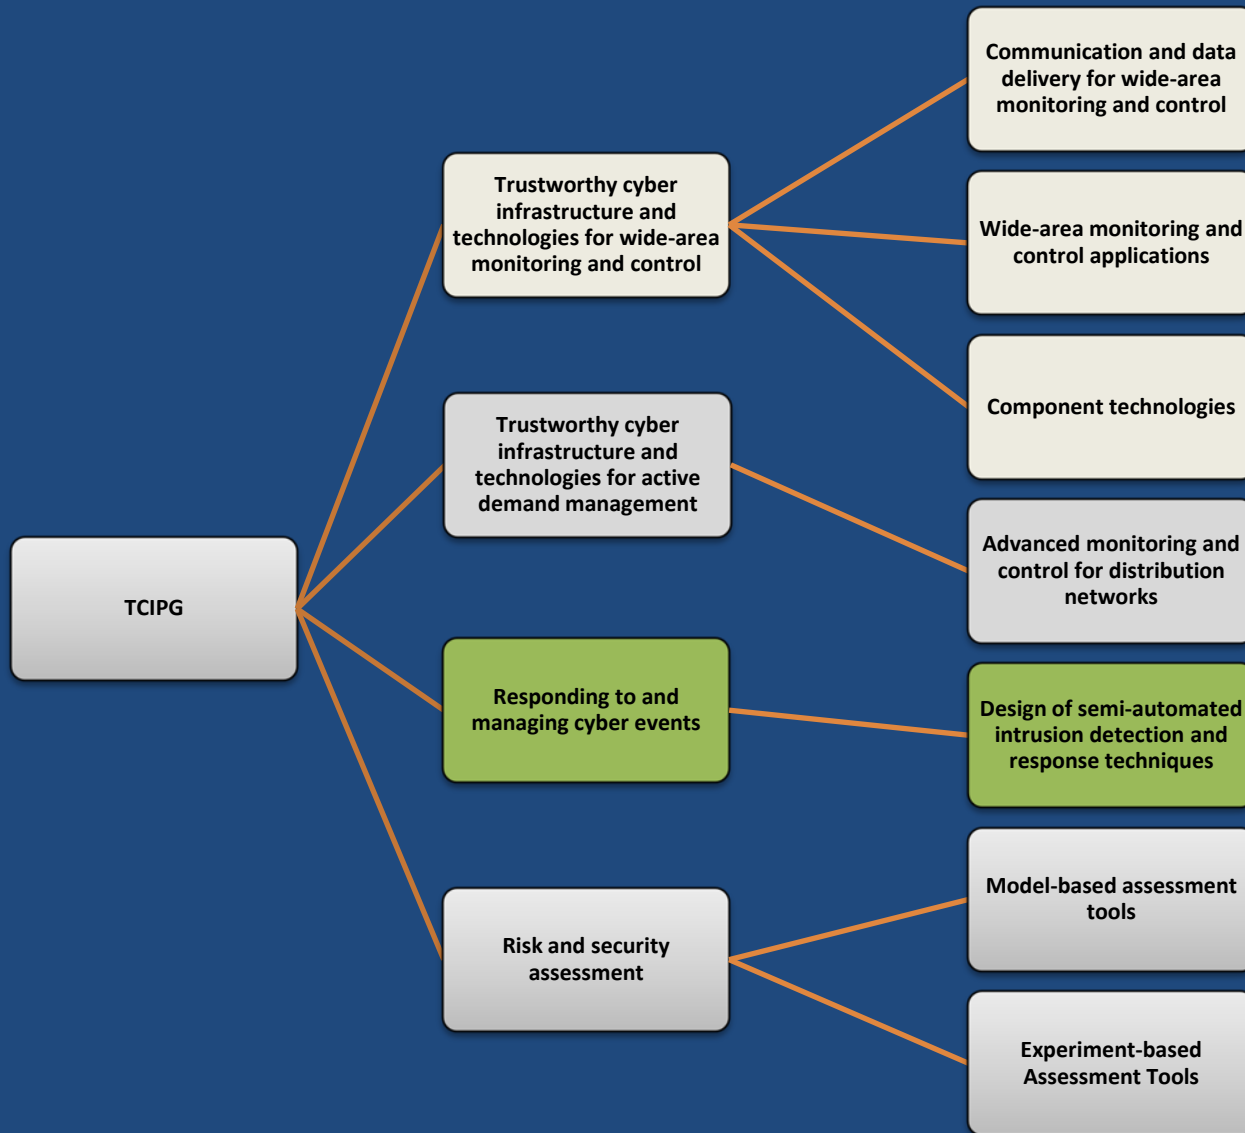 TCIPG
Trustworthy cyber
infrastructure and
technologies for wide-area
monitoring and control
Communication and data
delivery for wide-area
monitoring and control
Wide-area monitoring and
control applications
Component technologies
Trustworthy cyber
infrastructure and
technologies for active
demand management
Advanced monitoring and
control for distribution
networks
Responding to and
managing cyber events
Design of semi-automated
intrusion detection and
response techniques
Risk and security
assessment
Model-based assessment
tools
Experiment-based
Assessment Tools